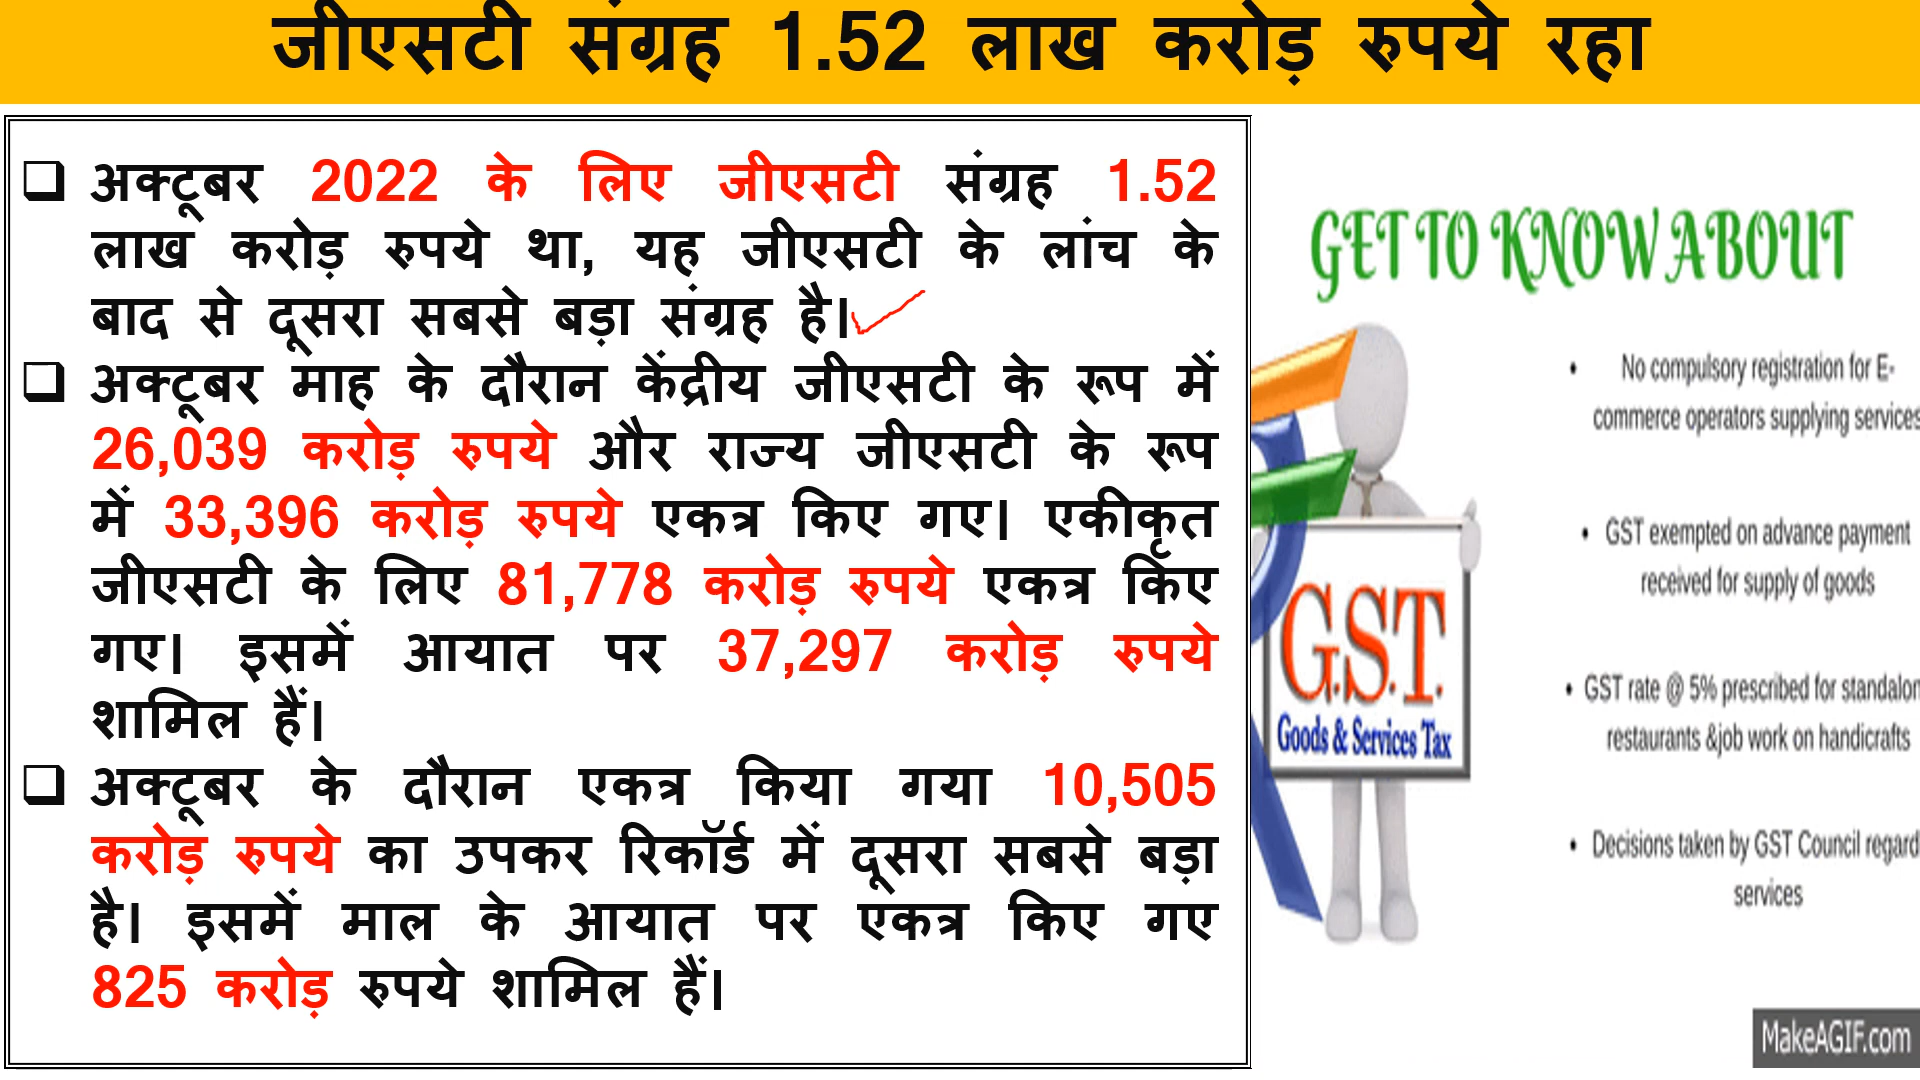 जीएसटी संग्रह 1.52 लाख करोड़ रुपये रहा
अक्टूबर 2022 के लिए जीएसटी संग्रह 1.52
लाख करोड़ रुपये था, यह जीएसटी के लांच के
बाद से दूसरा सबसे बड़ा संग्रह है।
अक्टूबर माह के दौरान केंद्रीय जीएसटी के रूप में
26,039 करोड़ रुपये और राज्य जीएसटी के रूप
में 33,396 करोड़ रुपये एकत्र किए गए। एकीकृत
जीएसटी के लिए 81,778 करोड़ रुपये एकत्र किए
गए। इसमें आयात पर 37,297 करोड़ रुपये
शामिल हैं।
अक्टूबर के दौरान एकत्र किया गया 10,505
करोड़ रुपये का उपकर रिकॉर्ड में दूसरा सबसे बड़ा
है। इसमें माल के आयात पर एकत्र किए गए
825 करोड़ रुपये शामिल हैं।
GET TO KNOW ABOUT
• No compulsory registration for E-
commerce operators supplying services
• GST exempted on advance payment
received for supply of goods
• GST rate @ 5% prescribed for standalon
restaurants &job work on handicrafts
• Decisions taken by GST Council regard
services
G.S.T.
Goods & Services Tax
MakeAGIF.com